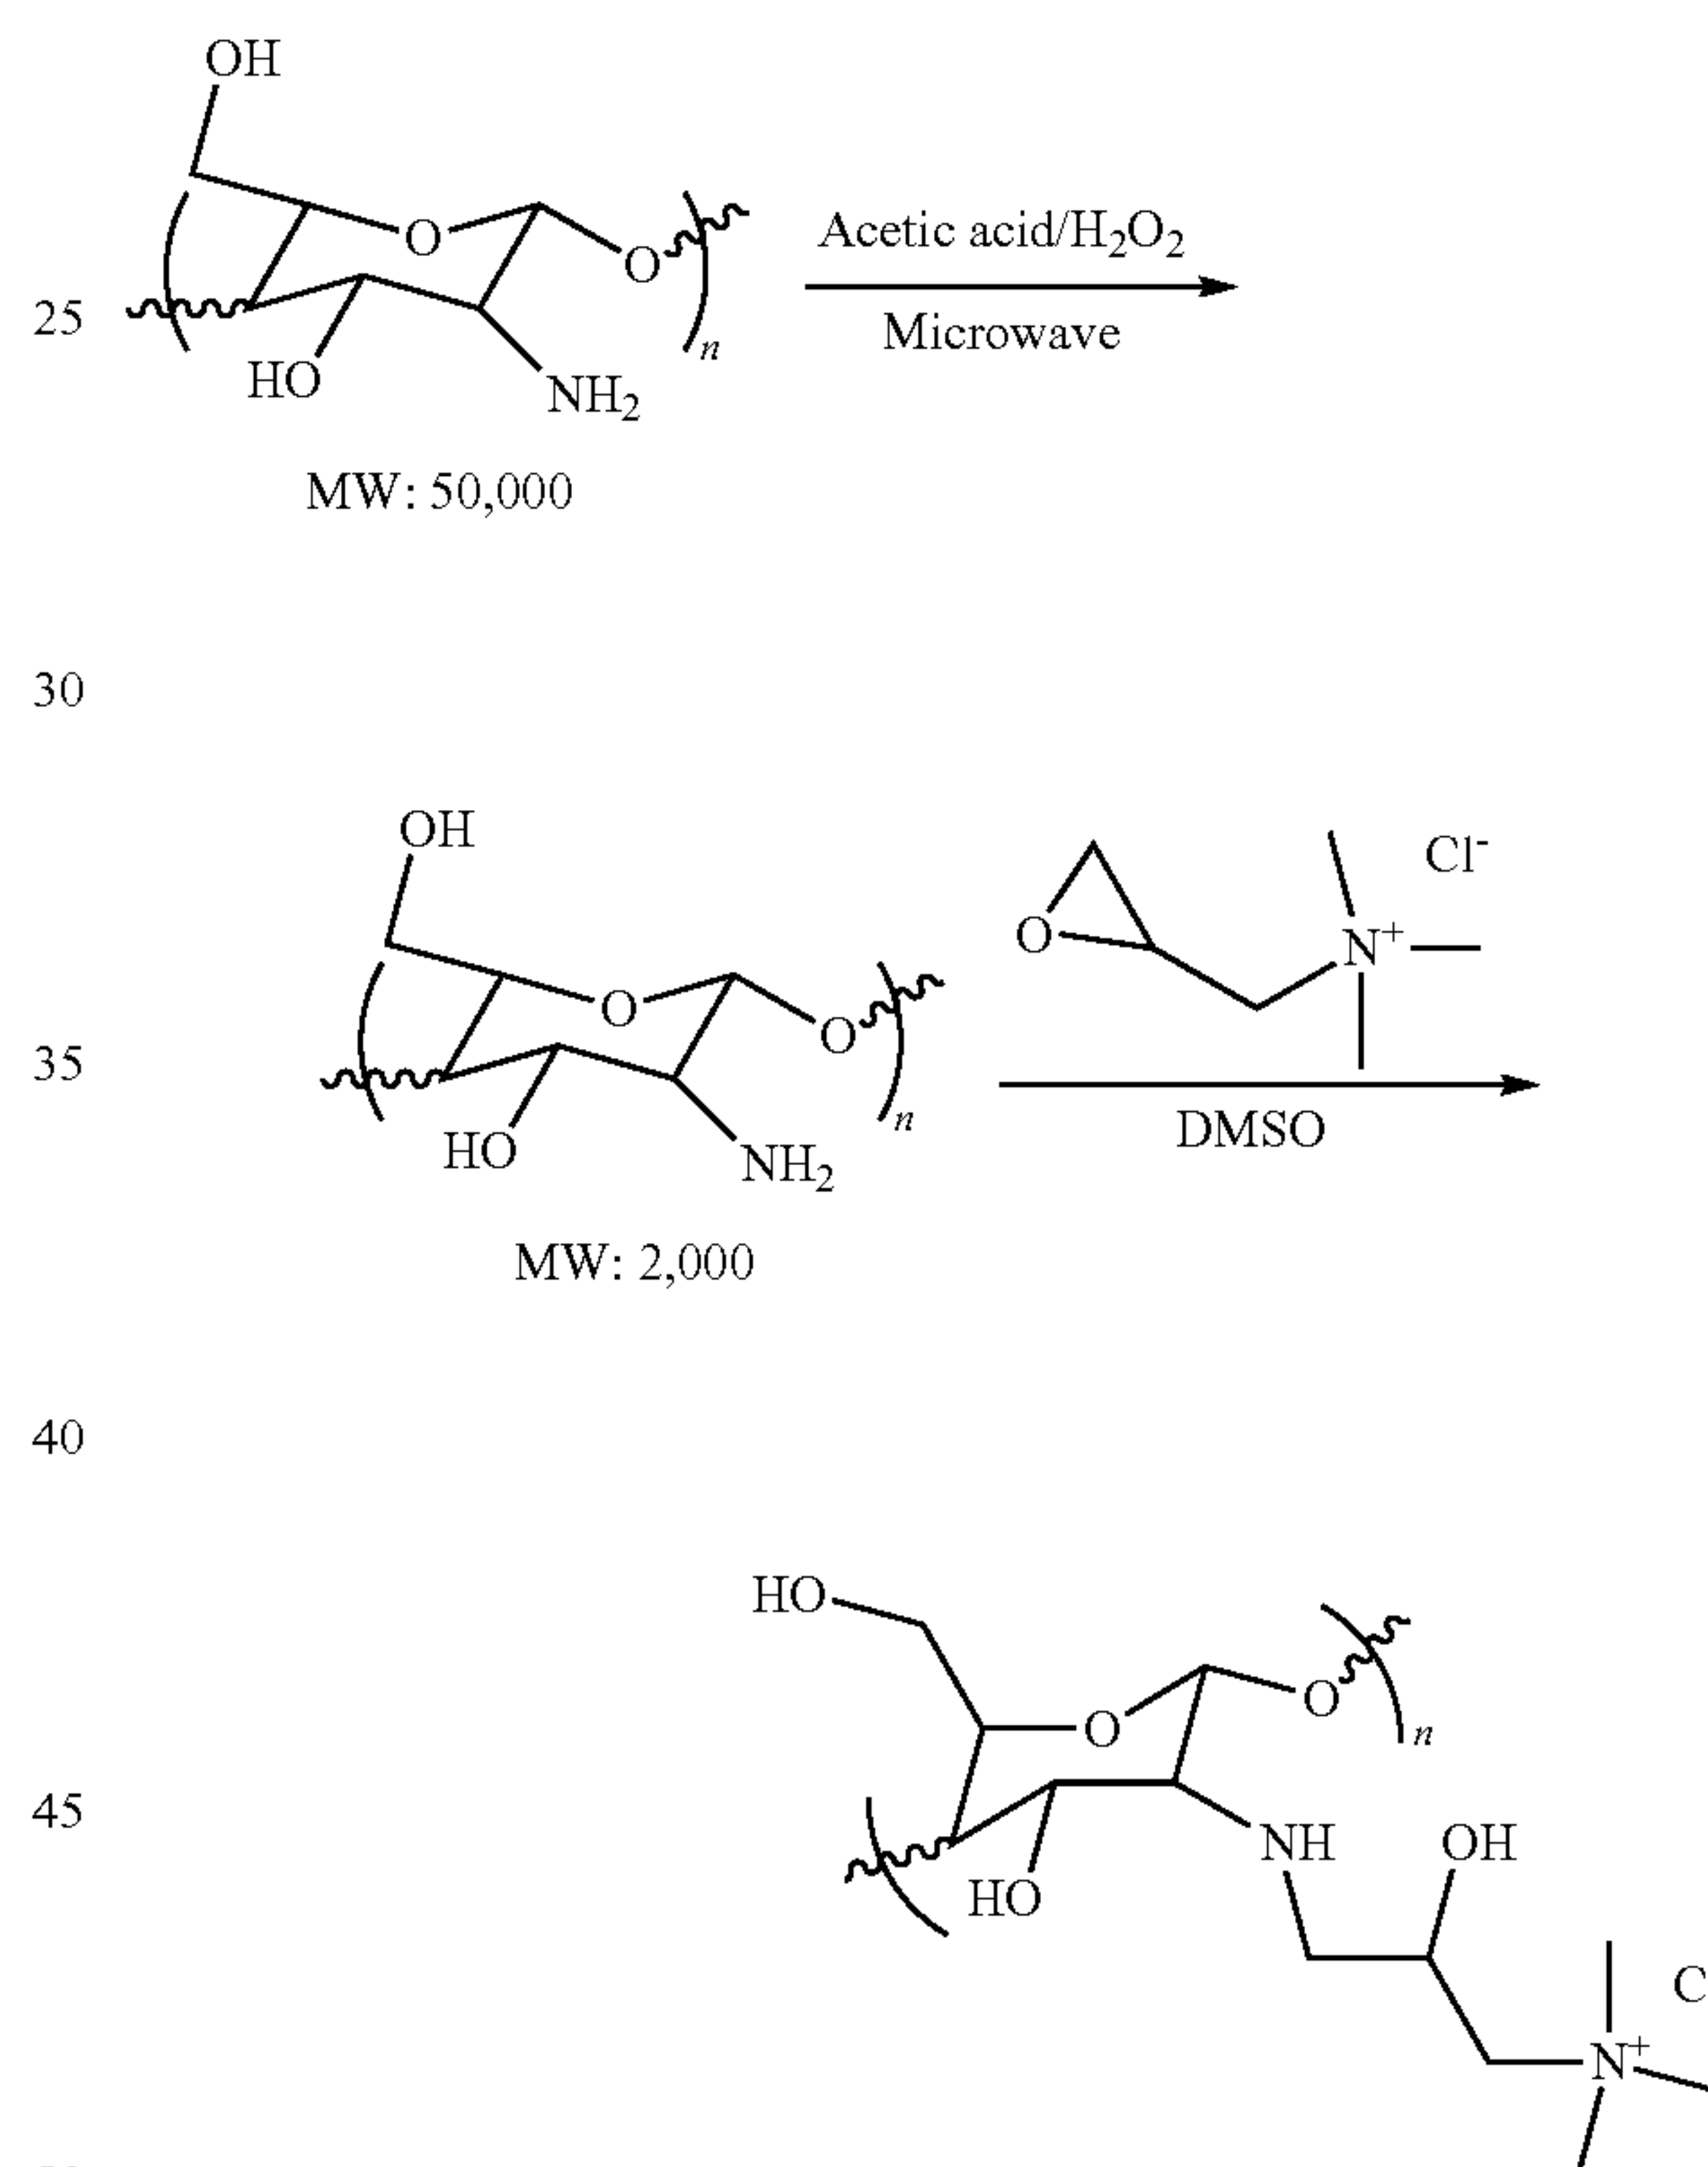 OH
O
O
Acetic acid/H₂O₂
25
Microwave
n
HO
NH₂
MW: 50,000
30
OH
Cl⁻
O
N⁺
O
O
35
n
DMSO
HO
NH₂
MW: 2,000
40
HO
O
O
n
45
NH
OH
HO
N⁺